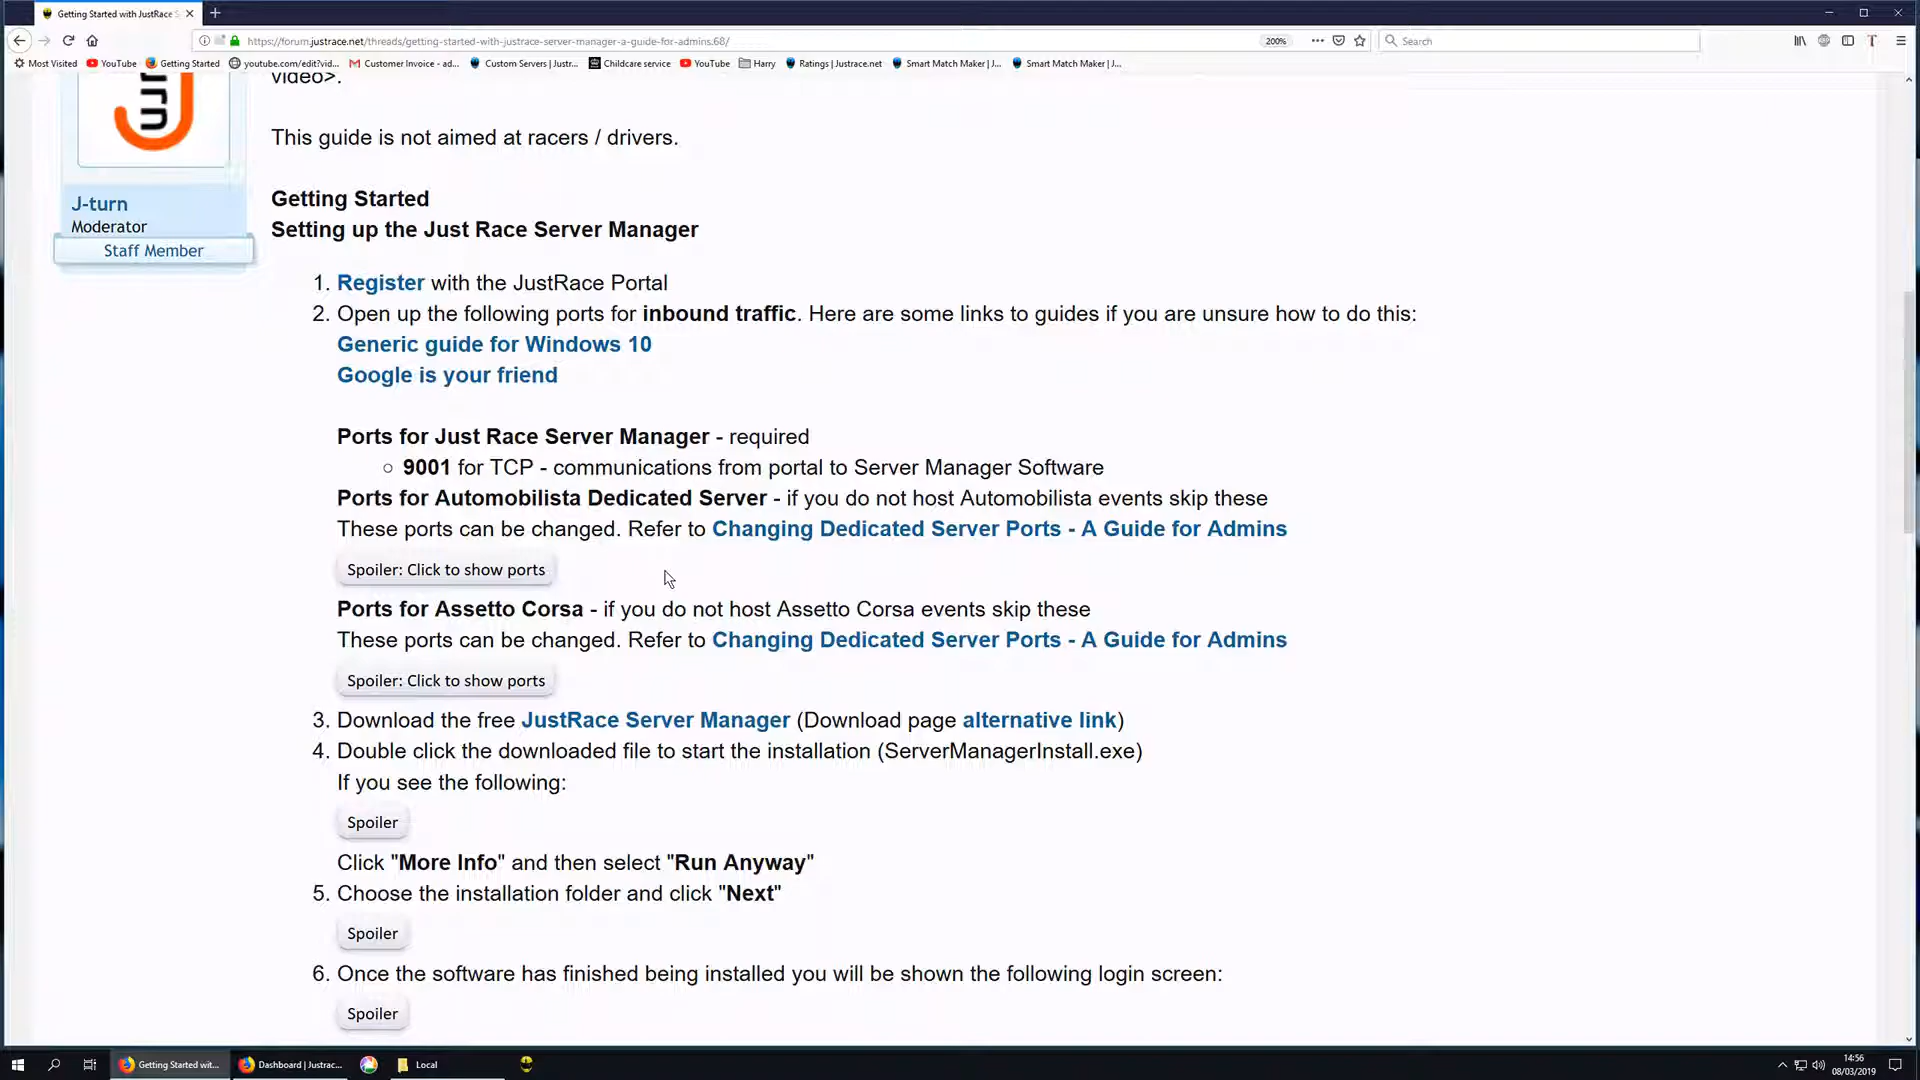 Getting Started with JustRace S
https://forum.justrace.net/threads/getting-started-with-justrace-server-manager-a-guide-for-admins.68/
200%
Search
Most Visited
YouTube
Getting Started
youtube.com/edit?vid...
Customer Invoice - ad...
Custom Servers | Justr...
Childcare service
YouTube
Harry
Ratings | Justrace.net
Smart Match Maker | J...
Smart Match Maker | J...
video>.
This guide is not aimed at racers / drivers.
J-turn
Moderator
Staff Member
Getting Started
Setting up the Just Race Server Manager
1. Register with the JustRace Portal
2. Open up the following ports for inbound traffic. Here are some links to guides if you are unsure how to do this:
Generic guide for Windows 10
Google is your friend
Ports for Just Race Server Manager - required
9001 for TCP - communications from portal to Server Manager Software
Ports for Automobilista Dedicated Server - if you do not host Automobilista events skip these
These ports can be changed. Refer to Changing Dedicated Server Ports - A Guide for Admins
Spoiler: Click to show ports
Ports for Assetto Corsa - if you do not host Assetto Corsa events skip these
These ports can be changed. Refer to Changing Dedicated Server Ports - A Guide for Admins
Spoiler: Click to show ports
3. Download the free JustRace Server Manager (Download page alternative link)
4. Double click the downloaded file to start the installation (ServerManagerInstall.exe)
If you see the following:
Spoiler
Click "More Info" and then select "Run Anyway"
5. Choose the installation folder and click "Next"
Spoiler
6. Once the software has finished being installed you will be shown the following login screen:
Spoiler
Getting Started wit...
Dashboard | Justrac...
Local
14:56
08/03/2019